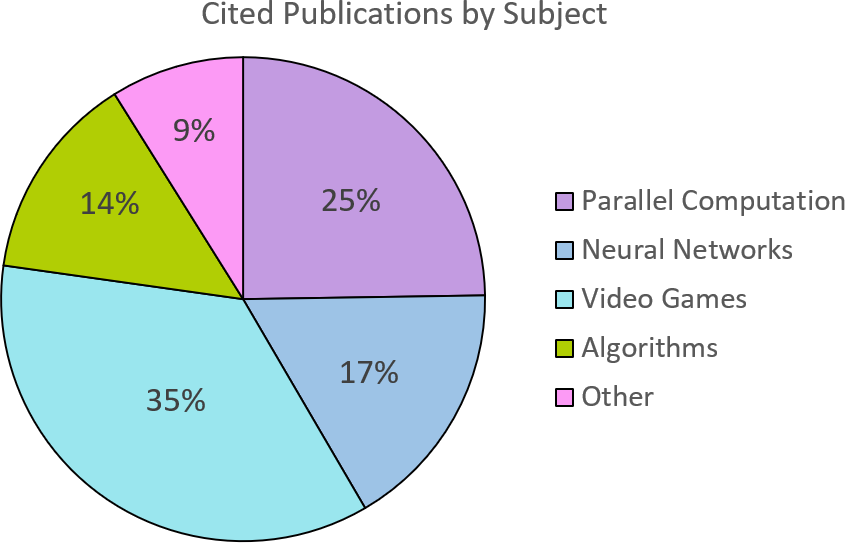 Cited Publications by Subject
9%
25%
14%
17%
35%
Parallel Computation
Neural Networks
Video Games
Algorithms
Other